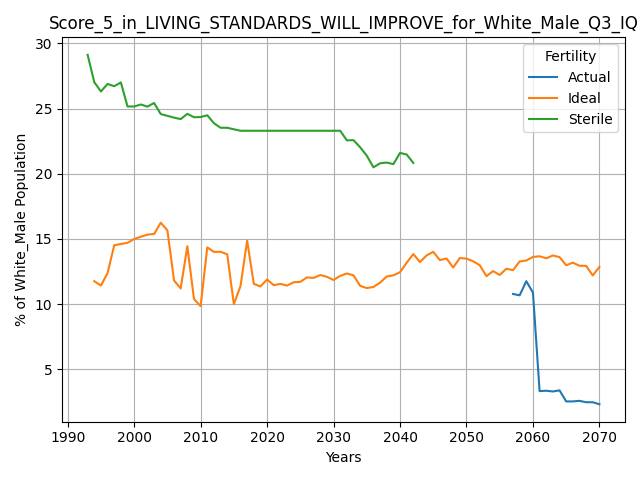 Score_5_in_LIVING_STANDARDS_WILL_IMPROVE_for_White_Male_Q3_IQ
Fertility
Actual
Ideal
Sterile
% of White_Male Population
30
25
20
15
10
5
1990 2000 2010 2020 2030 2040 2050 2060 2070
Years